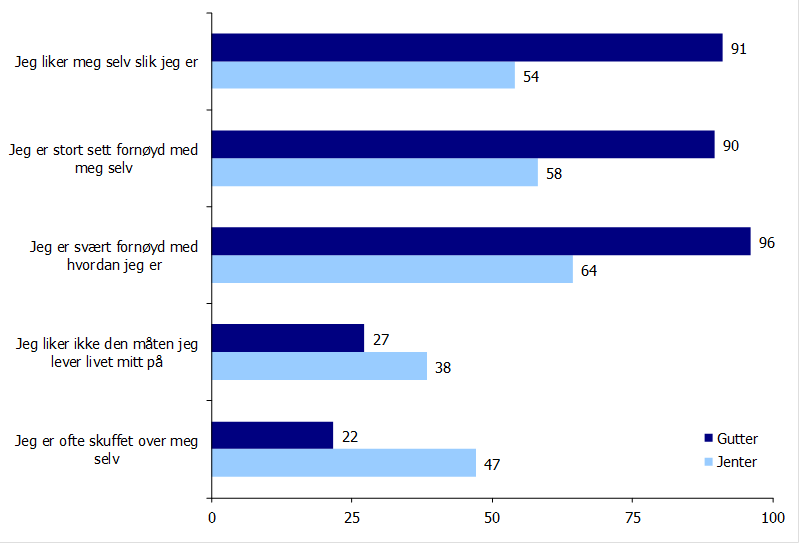 Jeg liker meg selv slik jeg er
91
54
Jeg er stort sett fornøyd med
meg selv
90
58
Jeg er svært fornøyd med
hvordan jeg er
96
64
Jeg liker ikke den måten jeg
lever livet mitt på
27
38
Jeg er ofte skuffet over meg
selv
22
47
Gutter
Jenter
0 25 50 75 100